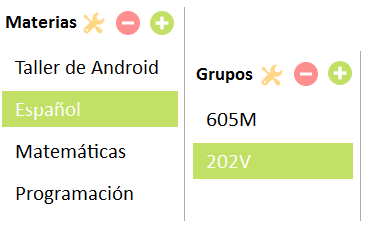 Materias
Taller de Android
Español
Matemáticas
Programación
Grupos
605M
202V